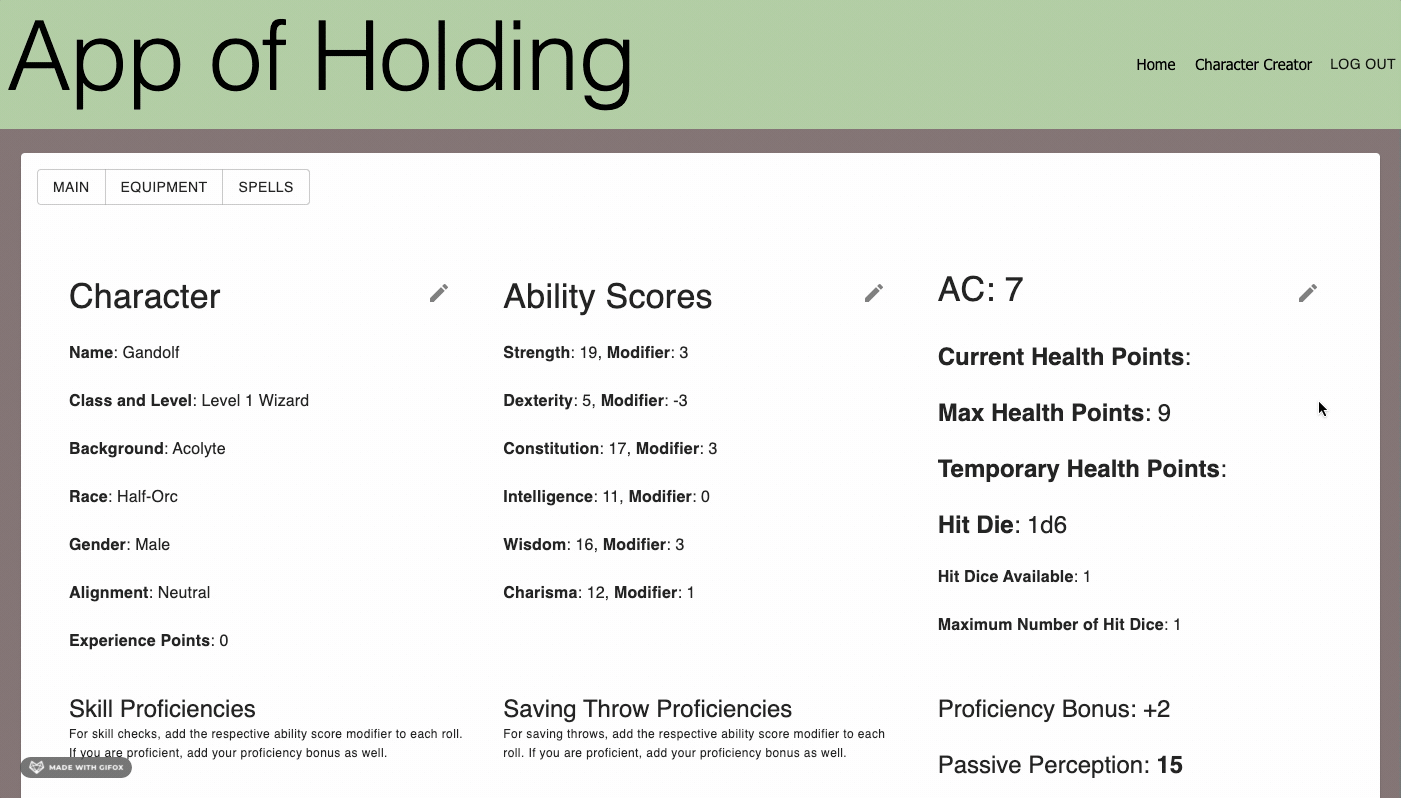 App of Holding
Home Character Creator LOG OUT
MAIN EQUIPMENT SPELLS
Character
Name: Gandolf
Class and Level: Level 1 Wizard
Background: Acolyte
Race: Half-Orc
Gender: Male
Alignment: Neutral
Experience Points: 0
Ability Scores
Strength: 19, Modifier: 3
Dexterity: 5, Modifier: -3
Constitution: 17, Modifier: 3
Intelligence: 11, Modifier: 0
Wisdom: 16, Modifier: 3
Charisma: 12, Modifier: 1
AC: 7
Current Health Points:
Max Health Points: 9
Temporary Health Points:
Hit Die: 1d6
Hit Dice Available: 1
Maximum Number of Hit Dice: 1
Skill Proficiencies
For skill checks, add the respective ability score modifier to each roll.
If you are proficient, add your proficiency bonus as well.
Saving Throw Proficiencies
For saving throws, add the respective ability score modifier to each
roll. If you are proficient, add your proficiency bonus as well.
Proficiency Bonus: +2
Passive Perception: 15
MADE WITH GIFOX